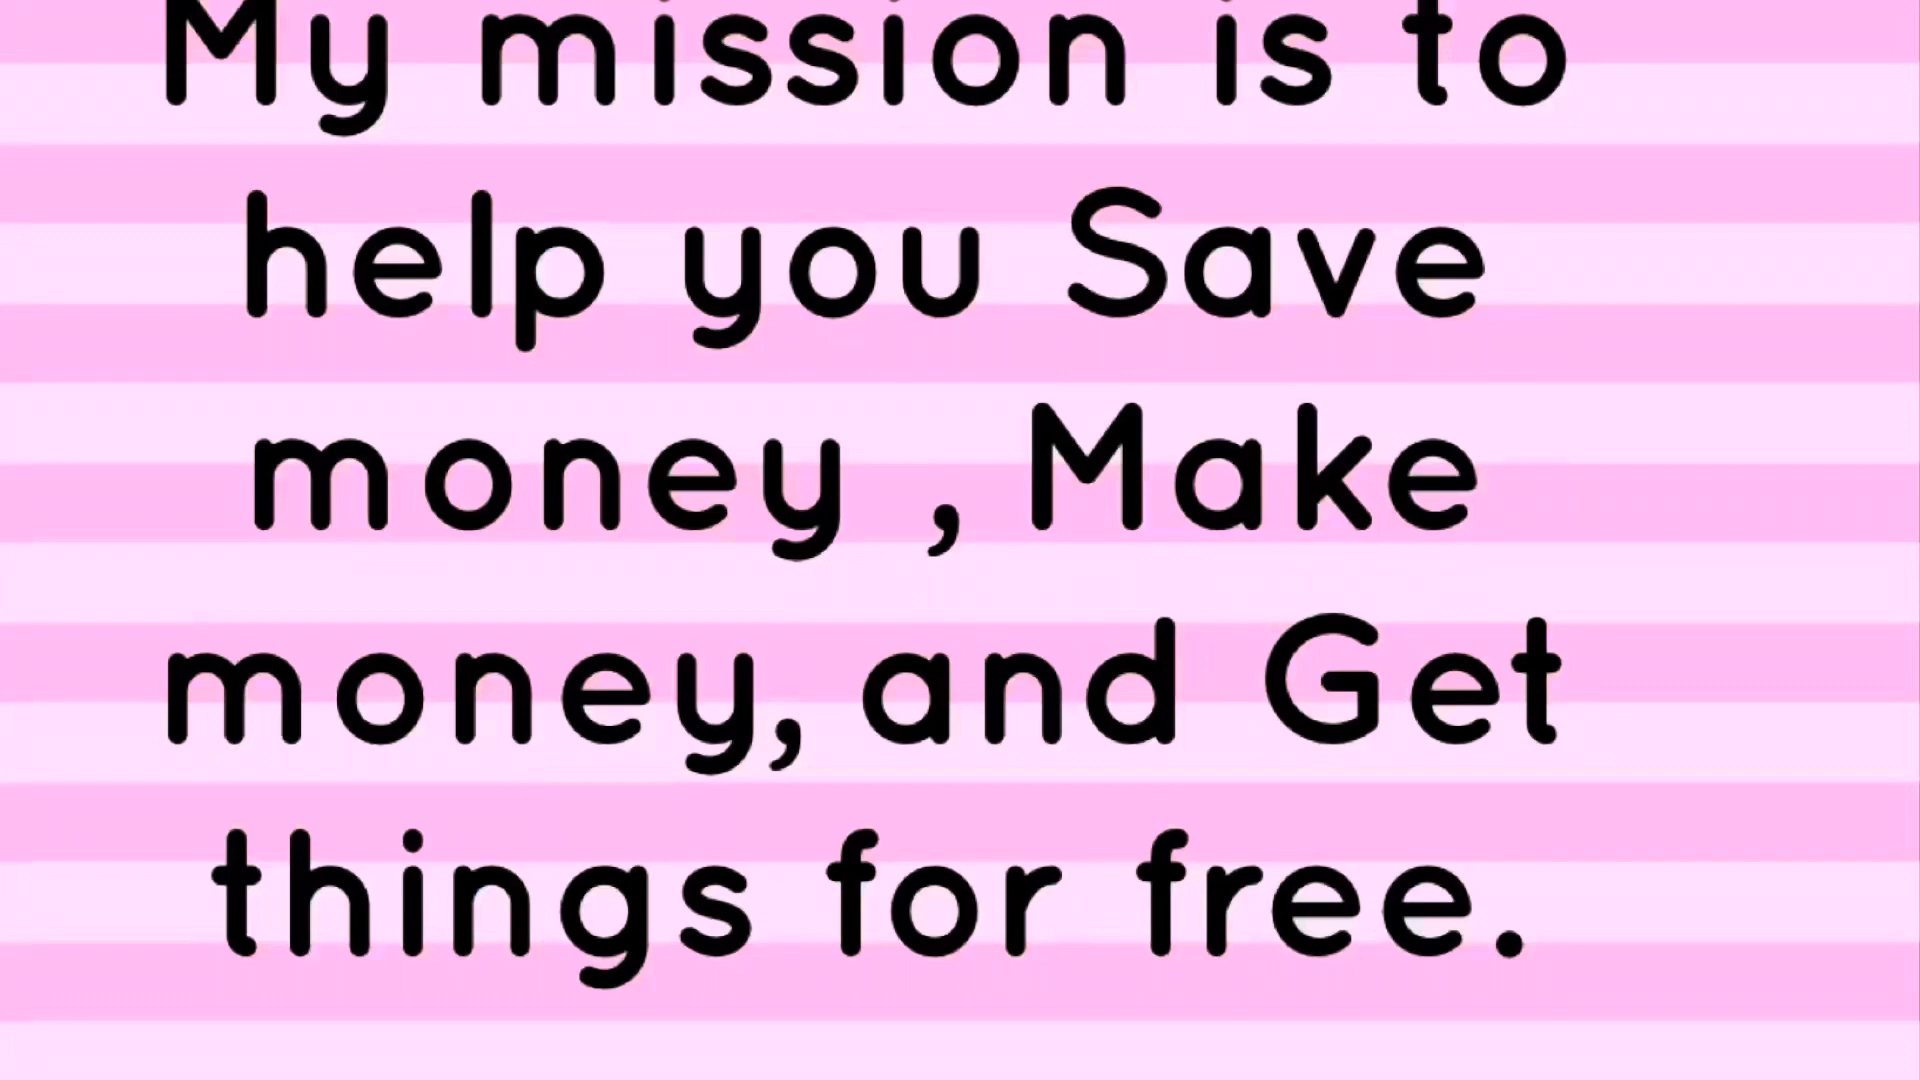 My mission is to
help you Save
money , Make
money, and Get
things for free.